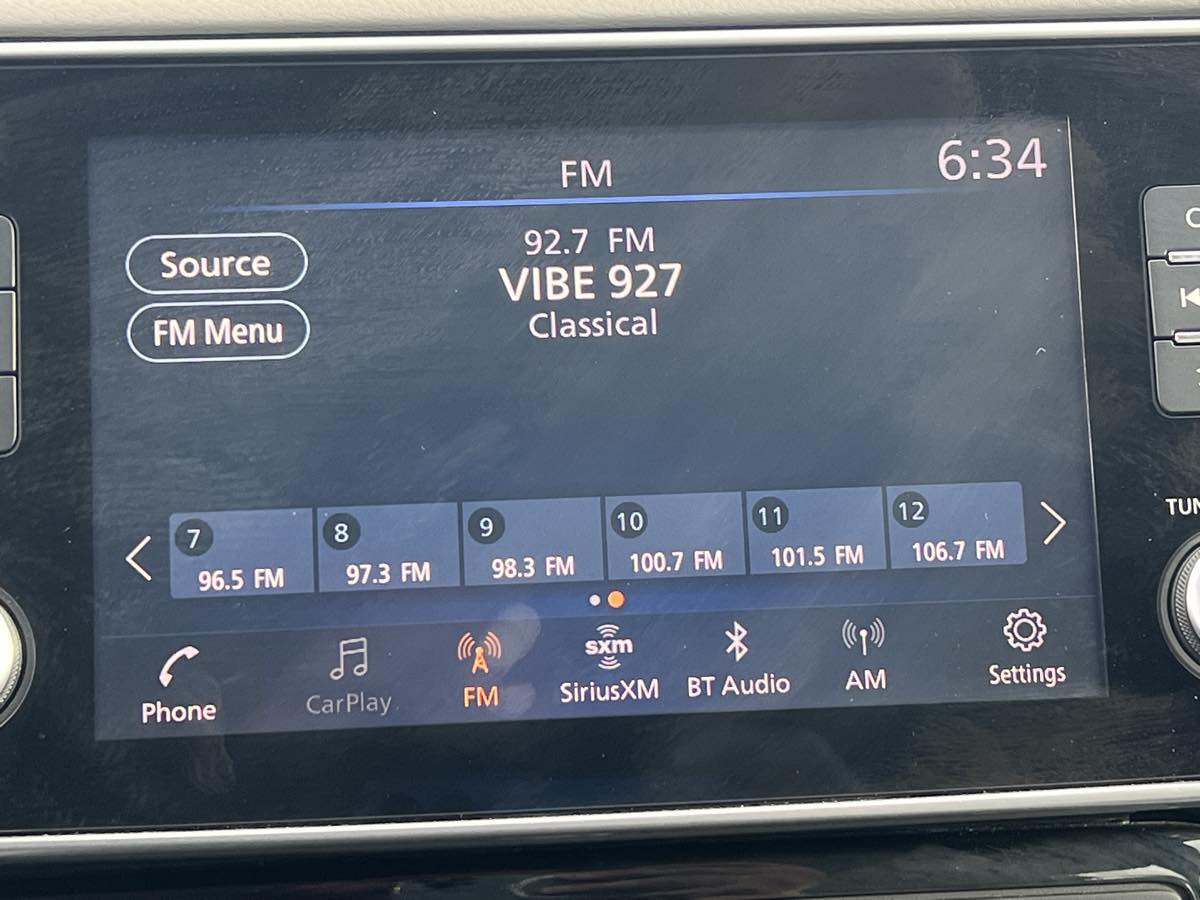 FM
6:34
Source
92.7 FM
VIBE 927
FM Menu
Classical
7
96.5 FM
8
97.3 FM
9
98.3 FM
10
100.7 FM
11
101.5 FM
12
106.7 FM
Phone
CarPlay
FM
sxm
SiriusXM
BT Audio
AM
Settings